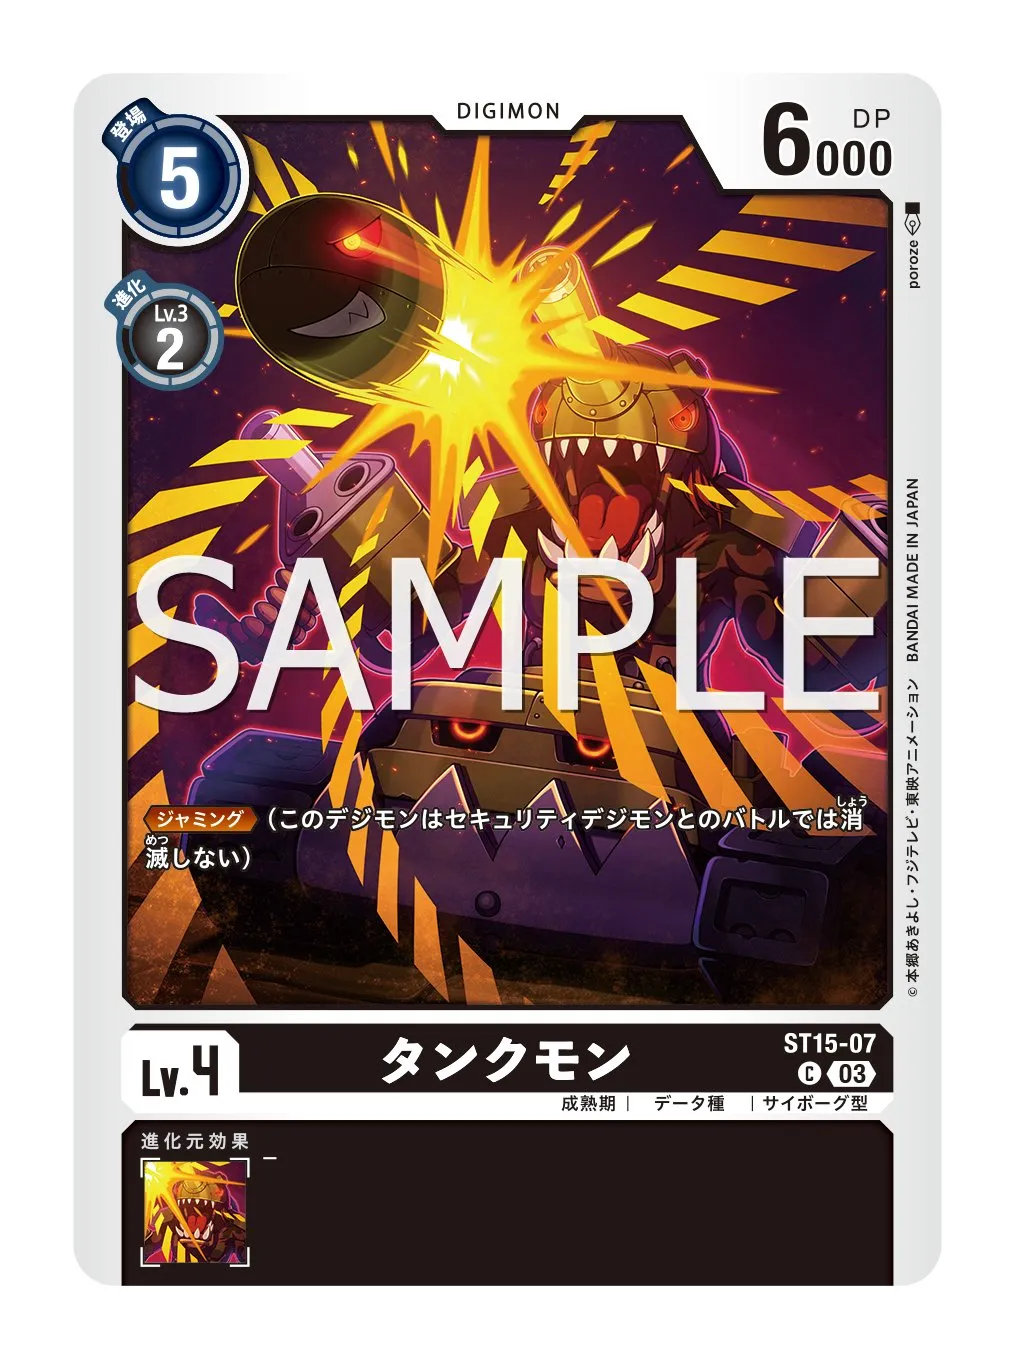 DIGIMON
登場
5
6000
DP
進化
Lv.3
2
poroze
SAMPLE
ジャミング (このデジモンはセキュリティデジモンとのバトルでは消
しょう
滅しない)
めつ
© 本郷あきよし・フジテレビ・東映アニメーション BANDAI MADE IN JAPAN
Lv.4
タンクモン
ST15-07
C 03
成熟期 | データ種 | サイボーグ型
進化元効果
–